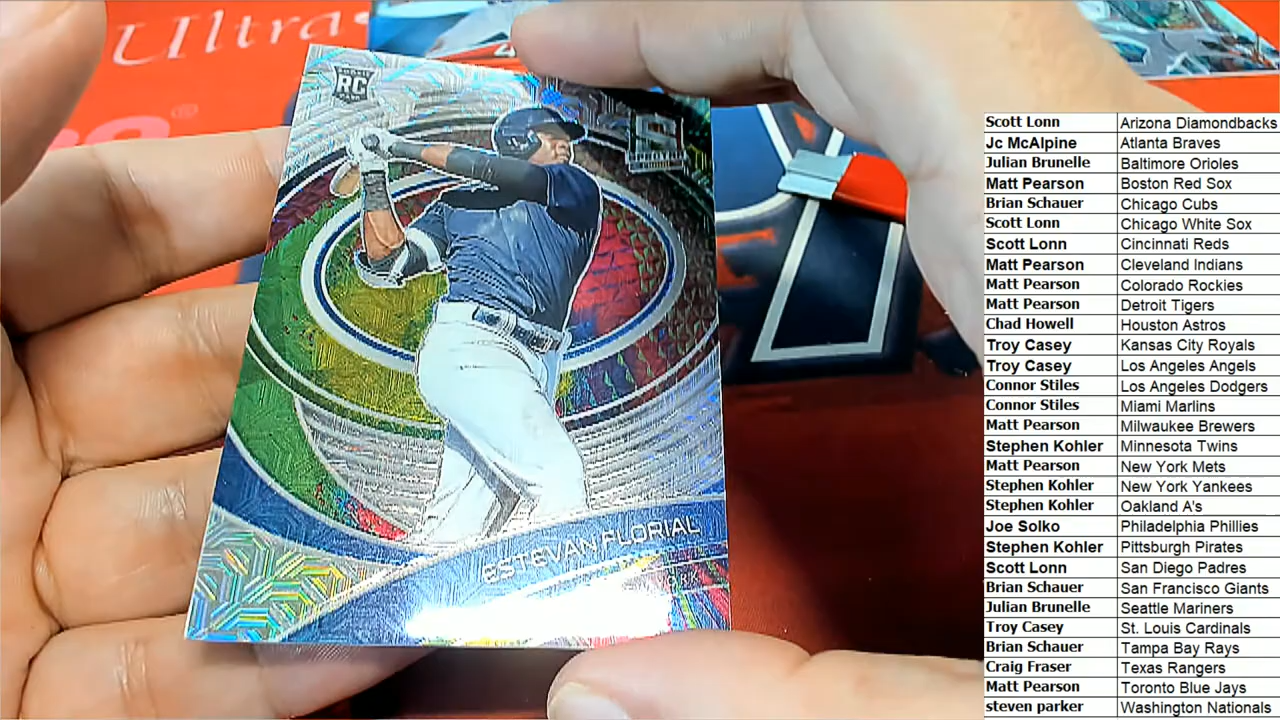 Ultra
RC
ESTEVAN FLORIAL
Scott Lonn Arizona Diamondbacks
Jc McAlpine Atlanta Braves
Julian Brunelle Baltimore Orioles
Matt Pearson Boston Red Sox
Brian Schauer Chicago Cubs
Scott Lonn Chicago White Sox
Scott Lonn Cincinnati Reds
Matt Pearson Cleveland Indians
Matt Pearson Colorado Rockies
Matt Pearson Detroit Tigers
Chad Howell Houston Astros
Troy Casey Kansas City Royals
Troy Casey Los Angeles Angels
Connor Stiles Los Angeles Dodgers
Connor Stiles Miami Marlins
Matt Pearson Milwaukee Brewers
Stephen Kohler Minnesota Twins
Matt Pearson New York Mets
Stephen Kohler New York Yankees
Stephen Kohler Oakland A's
Joe Solko Philadelphia Phillies
Stephen Kohler Pittsburgh Pirates
Scott Lonn San Diego Padres
Brian Schauer San Francisco Giants
Julian Brunelle Seattle Mariners
Troy Casey St. Louis Cardinals
Brian Schauer Tampa Bay Rays
Craig Fraser Texas Rangers
Matt Pearson Toronto Blue Jays
steven parker Washington Nationals